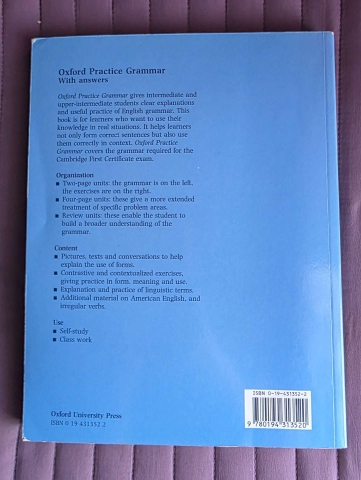 Oxford Practice Grammar
With answers
Oxford Practice Grammar gives intermediate and
upper-intermediate students clear explanations
and useful practice of English grammar. This
book is for learners who want to use their
knowledge in real situations. It helps learners
not only form correct sentences but also use
them correctly in context. Oxford Practice
Grammar covers the grammar required for the
Cambridge First Certificate exam.
Organization
■ Two-page units: the grammar is on the left,
the exercises are on the right.
■ Four-page units: these give a more extended
treatment of specific problem areas.
■ Review units: these enable the student to
build a broader understanding of the
grammar.
Content
■ Pictures, texts and conversations to help
explain the use of forms.
■ Contrastive and contextualized exercises,
giving practice in form, meaning and use.
■ Explanation and practice of linguistic terms.
■ Additional material on American English, and
irregular verbs.
Use
■ Self-study
■ Class work
ISBN 0-19-431352-2
9 780194 313520
Oxford University Press
ISBN 0 19 431352 2